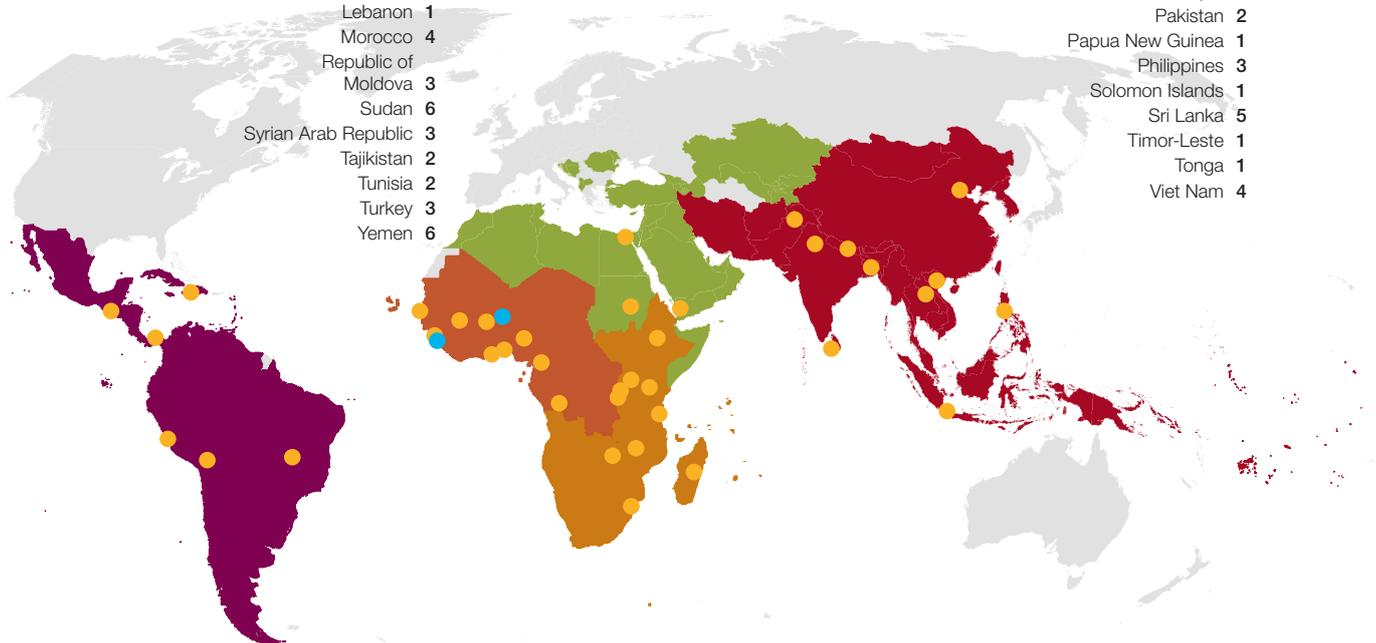 Lebanon 1
Morocco 4
Republic of
Moldova 3
Sudan 6
Syrian Arab Republic 3
Tajikistan 2
Tunisia 2
Turkey 3
Yemen 6
Pakistan 2
Papua New Guinea 1
Philippines 3
Solomon Islands 1
Sri Lanka 5
Timor-Leste 1
Tonga 1
Viet Nam 4